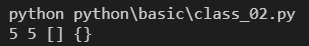 python python\basic\class_02.py
5 5 [] {}